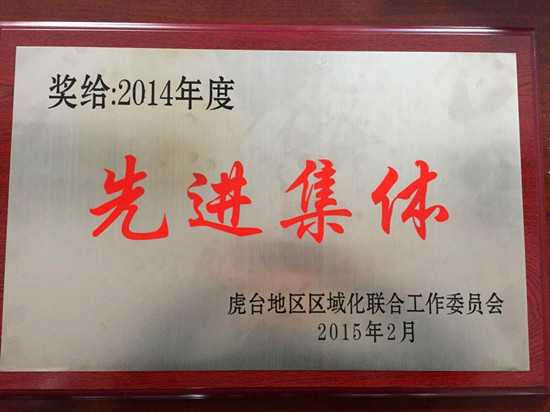 奖给:2014年度
先进集体
虎台地区区域化联合工作委员会
2015年2月